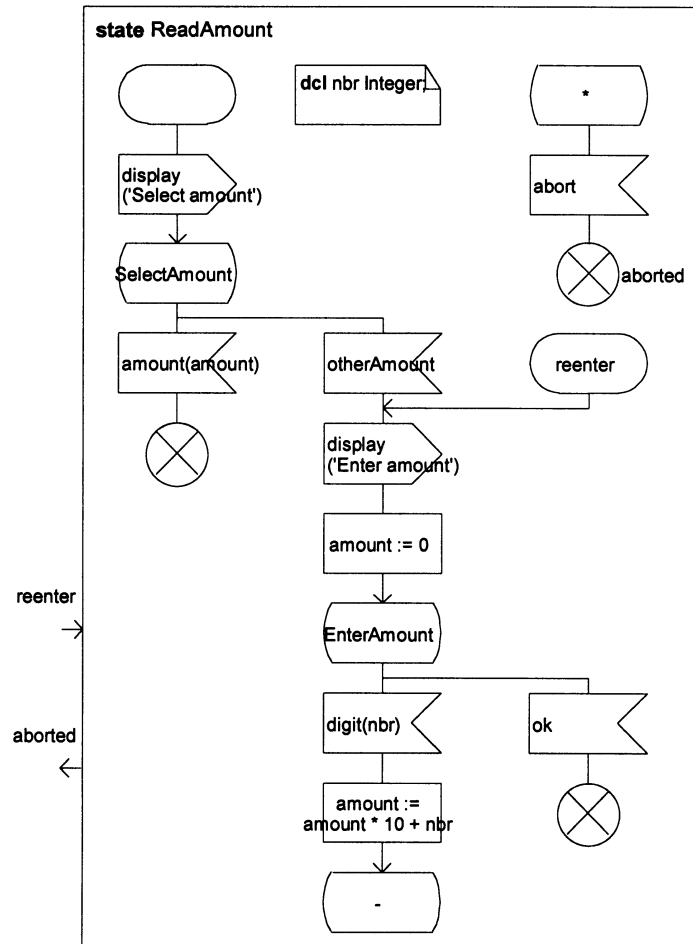 state ReadAmount
dcl nbr Integer;
*
display
('Select amount')
abort
SelectAmount
aborted
amount(amount)
otherAmount
reenter
display
('Enter amount')
amount := 0
reenter
EnterAmount
digit(nbr)
ok
aborted
amount :=
amount * 10 + nbr
-